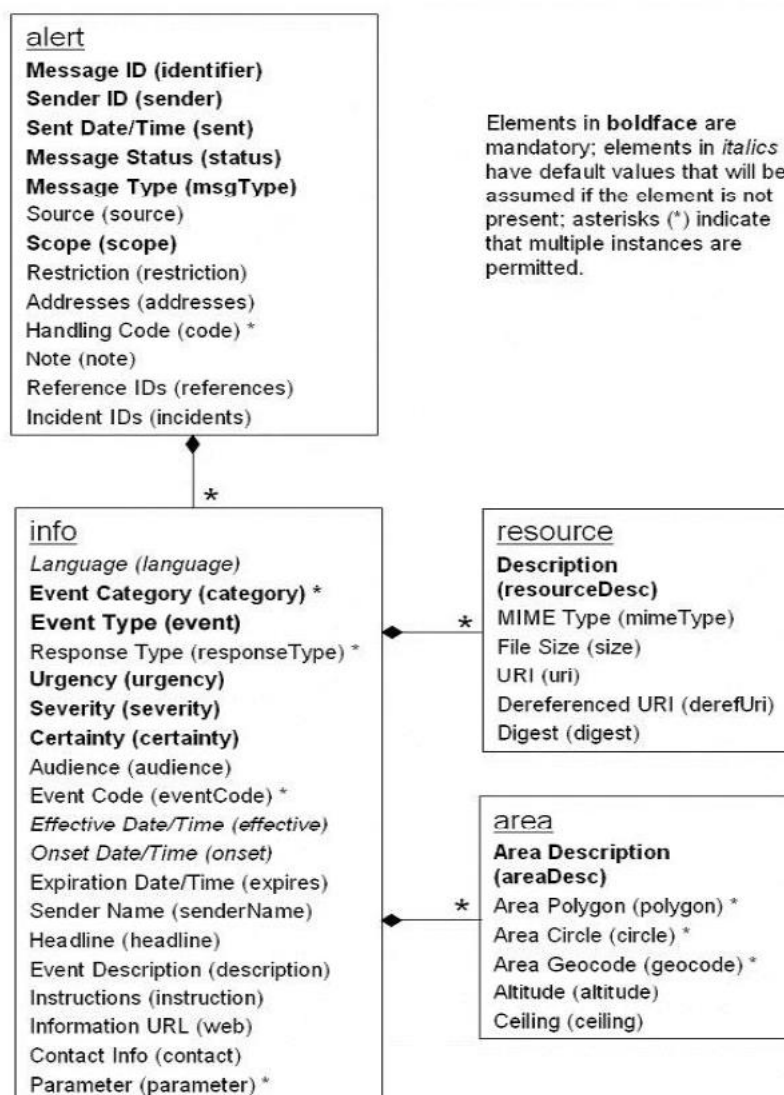 alert
Message ID (identifier)
Sender ID (sender)
Sent Date/Time (sent)
Message Status (status)
Message Type (msgType)
Source (source)
Scope (scope)
Restriction (restriction)
Addresses (addresses)
Handling Code (code) *
Note (note)
Reference IDs (references)
Incident IDs (incidents)
Elements in boldface are
mandatory; elements in italics
have default values that will be
assumed if the element is not
present; asterisks (*) indicate
that multiple instances are
permitted.
*
info
Language (language)
Event Category (category) *
Event Type (event)
Response Type (responseType) *
Urgency (urgency)
Severity (severity)
Certainty (certainty)
Audience (audience)
Event Code (eventCode) *
Effective Date/Time (effective)
Onset Date/Time (onset)
Expiration Date/Time (expires)
Sender Name (senderName)
Headline (headline)
Event Description (description)
Instructions (instruction)
Information URL (web)
Contact Info (contact)
Parameter (parameter) *
*
resource
Description
(resourceDesc)
MIME Type (mimeType)
File Size (size)
URI (uri)
Dereferenced URI (derefUri)
Digest (digest)
*
area
Area Description
(areaDesc)
Area Polygon (polygon) *
Area Circle (circle) *
Area Geocode (geocode) *
Altitude (altitude)
Ceiling (ceiling)